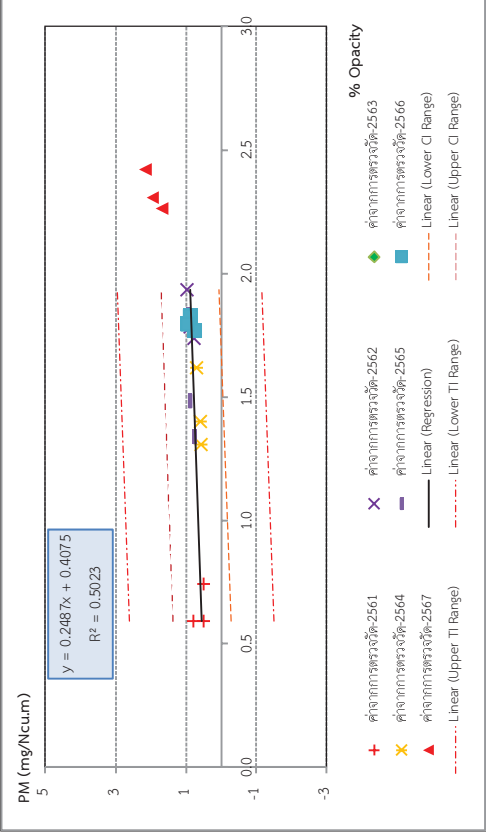 PM (mg/Ncu.m)
y = 0.2487x + 0.4075
R² = 0.5023
5
3
1
-1
-3
0.0
0.5
1.0
1.5
2.0
2.5
3.0
% Opacity
ค่าจากการตรวจวัด-2561
ค่าจากการตรวจวัด-2562
ค่าจากการตรวจวัด-2563
ค่าจากการตรวจวัด-2564
ค่าจากการตรวจวัด-2565
ค่าจากการตรวจวัด-2566
ค่าจากการตรวจวัด-2567
Linear (Regression)
Linear (Lower CI Range)
Linear (Upper TI Range)
Linear (Lower TI Range)
Linear (Upper CI Range)